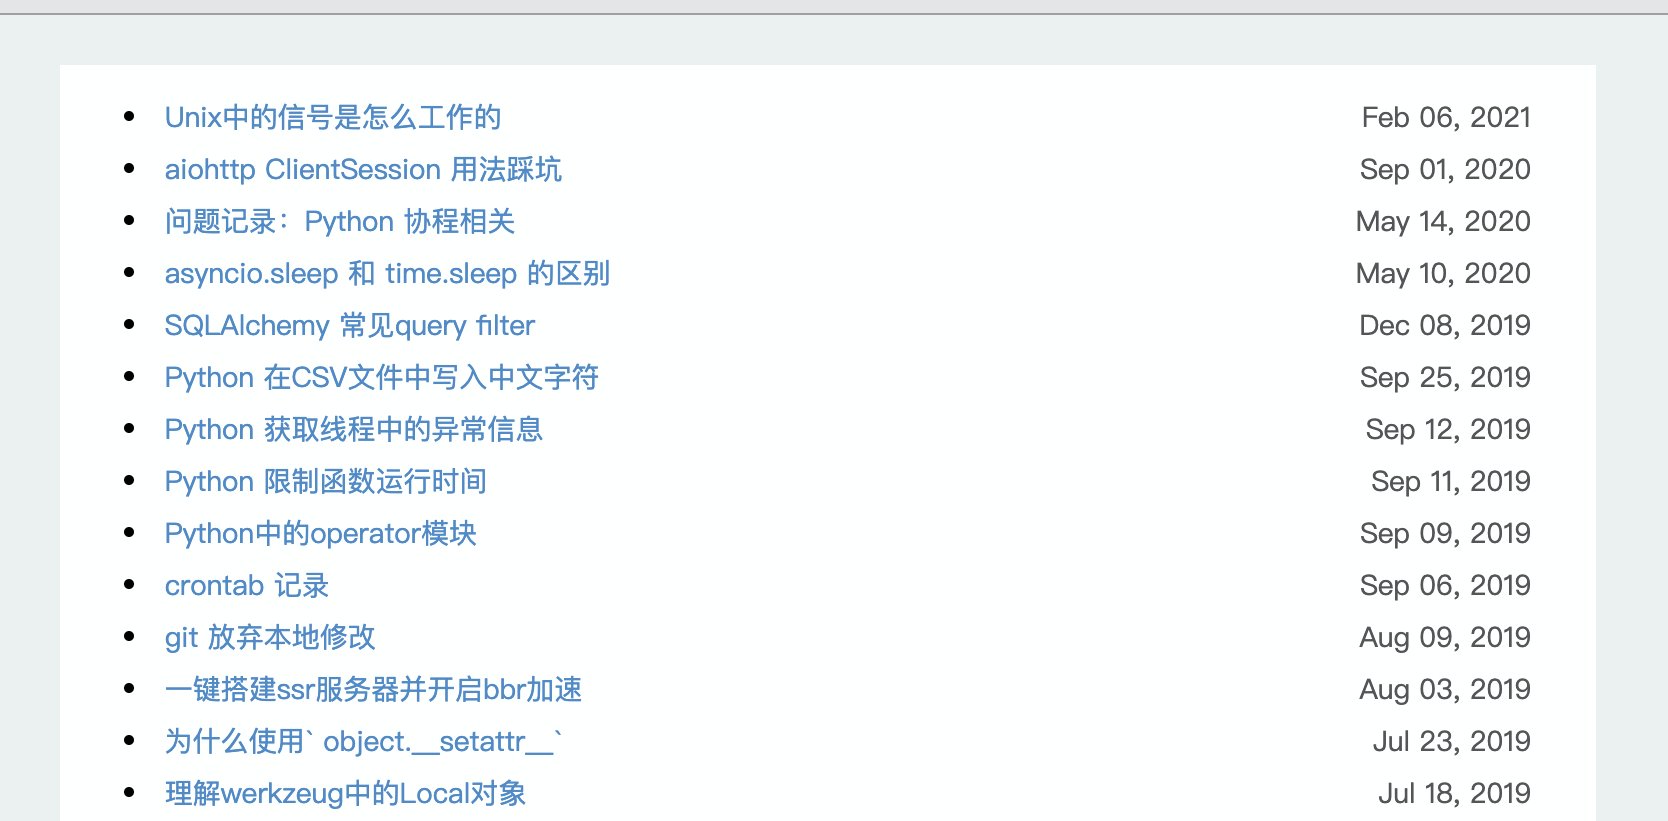 Unix中的信号是怎么工作的 Feb 06, 2021
aiohttp ClientSession 用法踩坑 Sep 01, 2020
问题记录：Python 协程相关 May 14, 2020
asyncio.sleep 和 time.sleep 的区别 May 10, 2020
SQLAlchemy 常见query filter Dec 08, 2019
Python 在CSV文件中写入中文字符 Sep 25, 2019
Python 获取线程中的异常信息 Sep 12, 2019
Python 限制函数运行时间 Sep 11, 2019
Python中的operator模块 Sep 09, 2019
crontab 记录 Sep 06, 2019
git 放弃本地修改 Aug 09, 2019
一键搭建ssr服务器并开启bbr加速 Aug 03, 2019
为什么使用` object.__setattr__` Jul 23, 2019
理解werkzeug中的Local对象 Jul 18, 2019